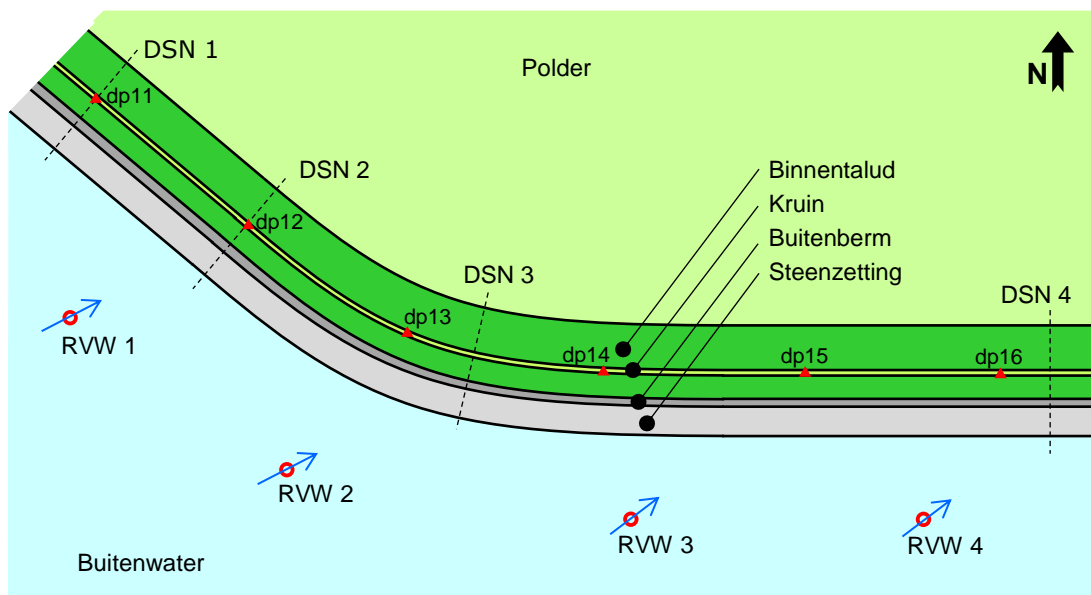 DSN 1
Polder
N
dp11
DSN 2
Binnentalud
Kruin
dp12
Buitenberm
Steenzetting
DSN 3
DSN 4
dp13
RVW 1
dp14
dp15
dp16
RVW 2
RVW 3
RVW 4
Buitenwater